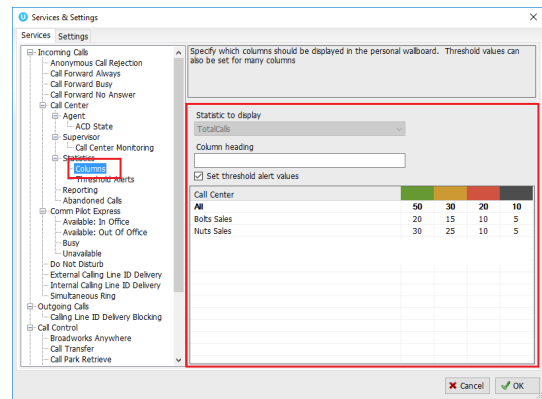 Services & Settings
Services Settings
Incoming Calls
Anonymous Call Rejection
Call Forward Always
Call Forward Busy
Call Forward No Answer
Call Center
Agent
ACD State
Supervisor
Call Center Monitoring
Statistics
Columns
Threshold Alerts
Reporting
Abandoned Calls
Comm Pilot Express
Available: In Office
Available: Out Of Office
Busy
Unavailable
Do Not Disturb
External Calling Line ID Delivery
Internal Calling Line ID Delivery
Simultaneous Ring
Outgoing Calls
Calling Line ID Delivery Blocking
Call Control
Broadworks Anywhere
Call Transfer
Call Park Retrieve
Specify which columns should be displayed in the personal wallboard. Threshold values can
also be set for many columns
Statistic to display
TotalCalls
Column heading
Set threshold alert values
Call Center
All 50 30 20 10
Bolts Sales 20 15 10 5
Nuts Sales 30 25 10 5
Cancel OK